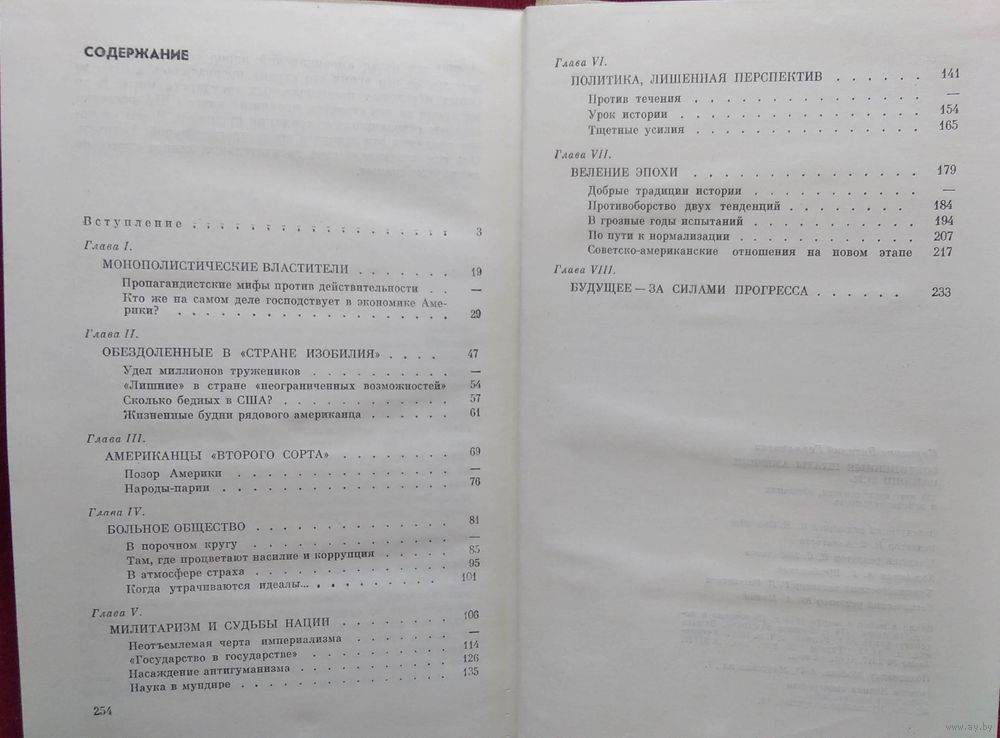 СОДЕРЖАНИЕ
Вступление . . . . . . . . . . . . . . . . 3
Глава I.
МОНОПОЛИСТИЧЕСКИЕ ВЛАСТИТЕЛИ . . . . . . . 19
Пропагандистские мифы против действительности . . —
Кто же на самом деле господствует в экономике Аме-
рики? . . . . . . . . . . . . . . . . 29
Глава II.
ОБЕЗДОЛЕННЫЕ В «СТРАНЕ ИЗОБИЛИЯ» . . . . 47
Удел миллионов тружеников . . . . . . . . —
«Лишние» в стране «неограниченных возможностей» 54
Сколько бедных в США? . . . . . . . . . . 57
Жизненные будни рядового американца . . . . . . 61
Глава III.
АМЕРИКАНЦЫ «ВТОРОГО СОРТА» . . . . . . . . 69
Позор Америки . . . . . . . . . . . . . —
Народы-парии . . . . . . . . . . . . . . 76
Глава IV.
БОЛЬНОЕ ОБЩЕСТВО . . . . . . . . . . . . . 81
В порочном кругу . . . . . . . . . . . . —
Там, где процветают насилие и коррупция . . . . . 85
В атмосфере страха . . . . . . . . . . . . 95
Когда утрачиваются идеалы... . . . . . . . . . 101
Глава V.
МИЛИТАРИЗМ И СУДЬБЫ НАЦИИ . . . . . . . . 106
Неотъемлемая черта империализма . . . . . . . —
«Государство в государстве» . . . . . . . . . 114
Насаждение антигуманизма . . . . . . . . . . 126
Наука в мундире . . . . . . . . . . . . . 135
254
Глава VI.
ПОЛИТИКА, ЛИШЕННАЯ ПЕРСПЕКТИВ . . . . . . 141
Против течения . . . . . . . . . . . . . . —
Урок истории . . . . . . . . . . . . . . . 154
Тщетные усилия . . . . . . . . . . . . . . 165
Глава VII.
ВЕЛЕНИЕ ЭПОХИ . . . . . . . . . . . . . . 179
Добрые традиции истории . . . . . . . . . . —
Противоборство двух тенденций . . . . . . . . 184
В грозные годы испытаний . . . . . . . . . . 194
По пути к нормализации . . . . . . . . . . . 207
Советско-американские отношения на новом этапе 217
Глава VIII.
БУДУЩЕЕ — ЗА СИЛАМИ ПРОГРЕССА . . . . . . 233
www.ay.by